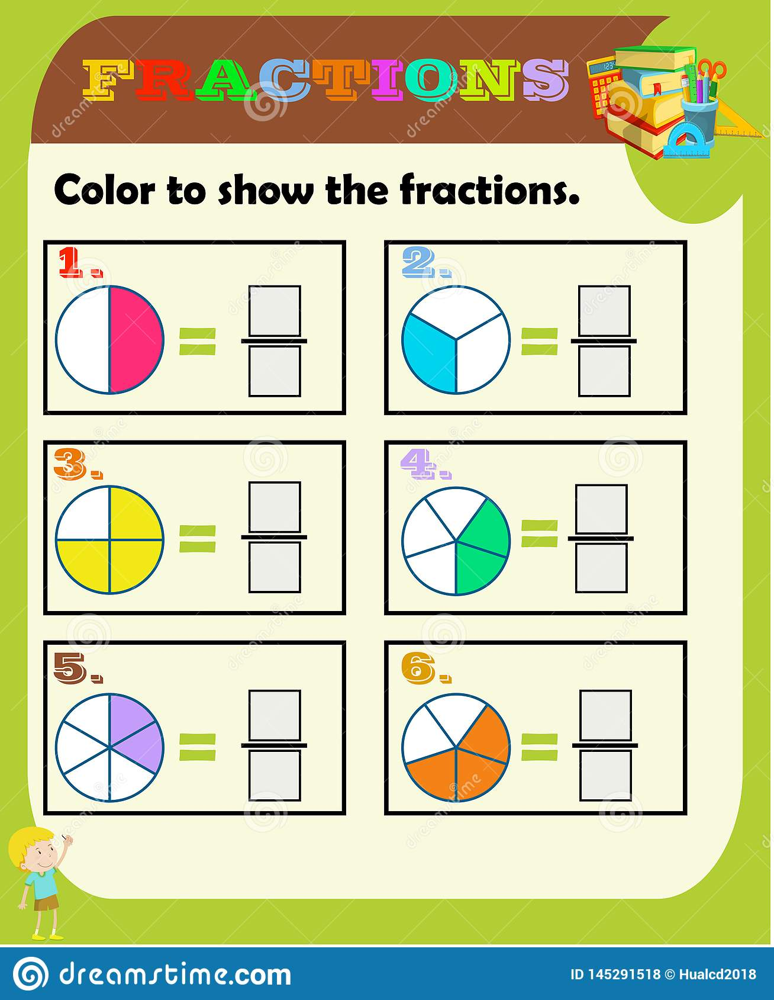 FRACTIONS
Color to show the fractions.
1.
2.
3.
4.
5.
6.
dreamstime.com
ID 145291518 © Hualcd2018